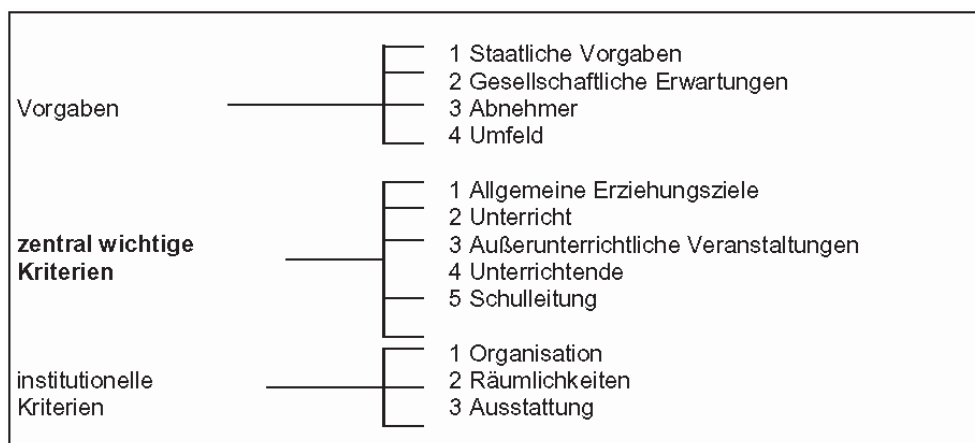 1 Staatliche Vorgaben
2 Gesellschaftliche Erwartungen
Vorgaben
3 Abnehmer
4 Umfeld
1 Allgemeine Erziehungsziele
2 Unterricht
zentral wichtige
Kriterien
3 Außerunterrichtliche Veranstaltungen
4 Unterrichtende
5 Schulleitung
1 Organisation
institutionelle
Kriterien
2 Räumlichkeiten
3 Ausstattung